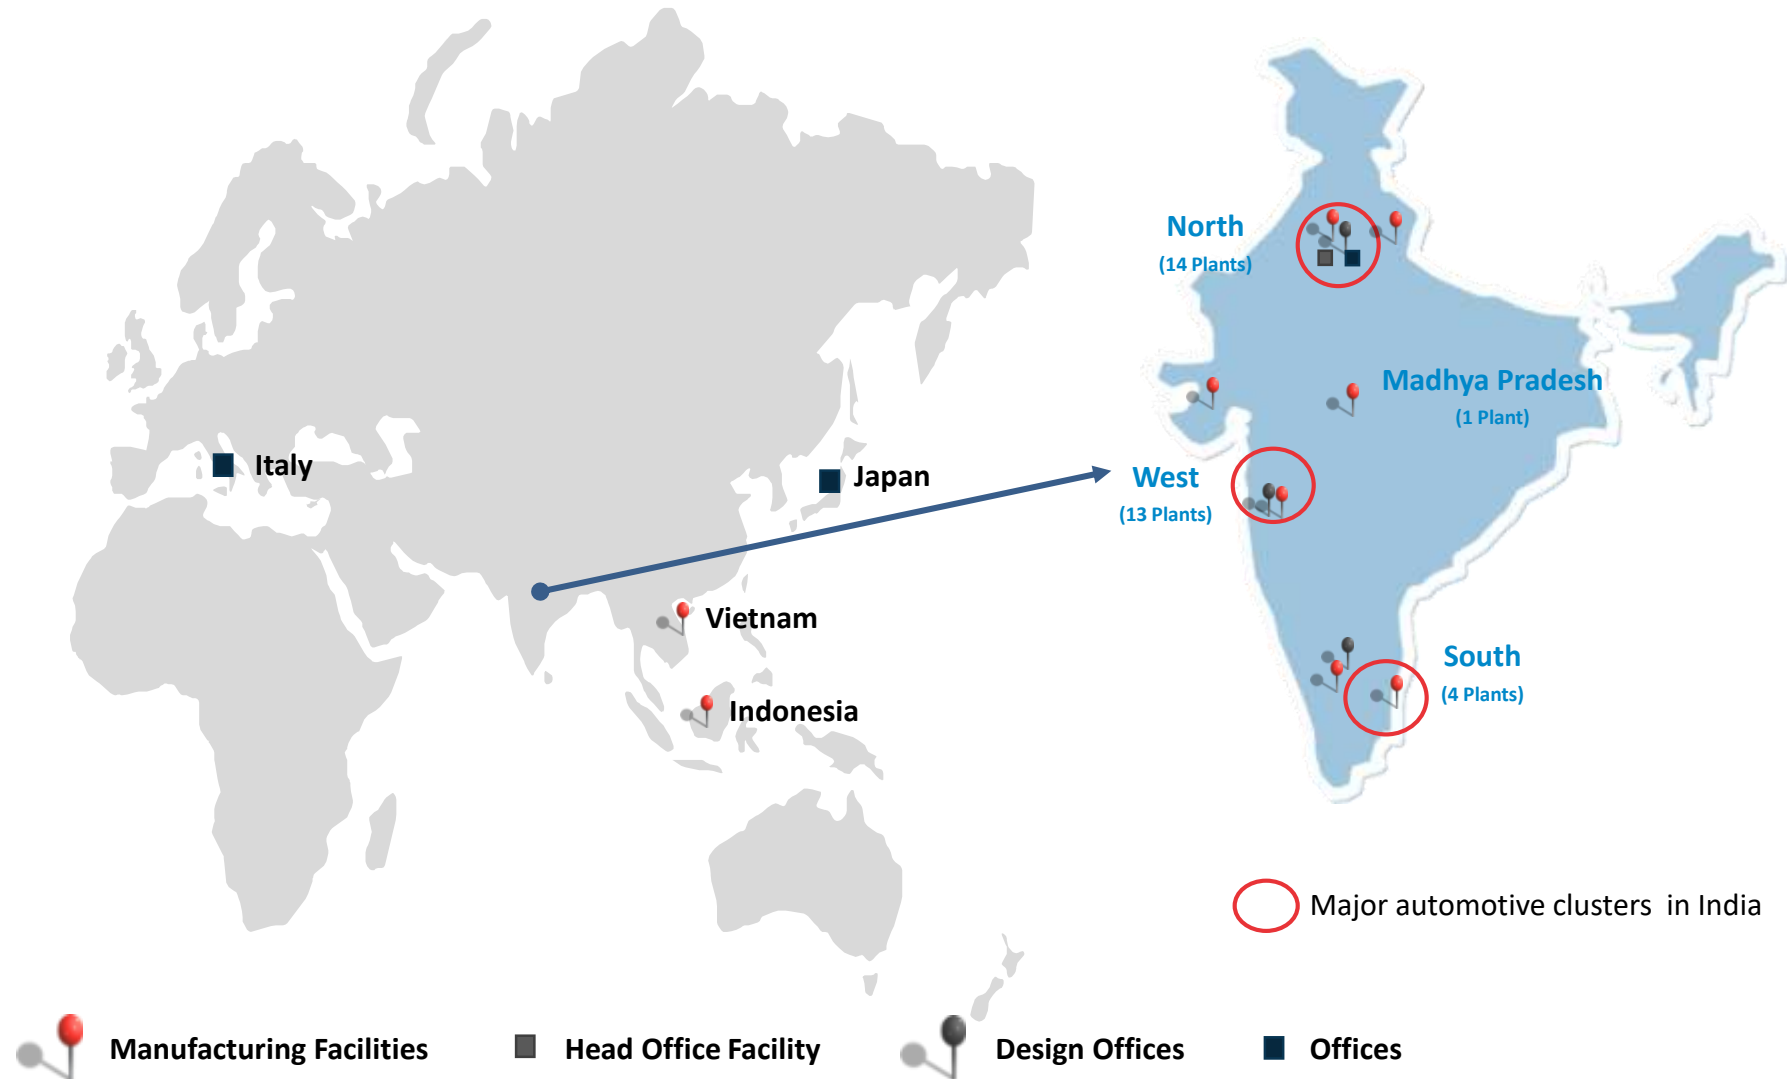 North
(14 Plants)
Madhya Pradesh
(1 Plant)
Italy
Japan
West
(13 Plants)
Vietnam
South
(4 Plants)
Indonesia
Major automotive clusters in India
Manufacturing Facilities
Head Office Facility
Design Offices
Offices